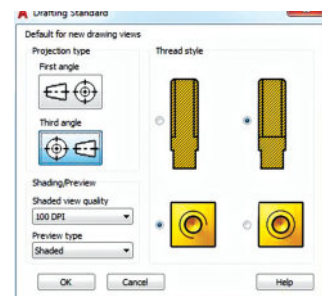 Drafting Standard
Default for new drawing views
Projection type
First angle
Third angle
Shading/Preview
Shaded view quality
100 DPI
Preview type
Shaded
Thread style
OK
Cancel
Help